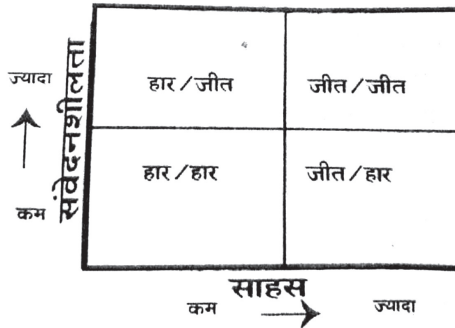 ज्यादा
कम
संवेदनशीलता
हार/जीत जीत/जीत
हार/हार जीत/हार
साहस
कम ज्यादा